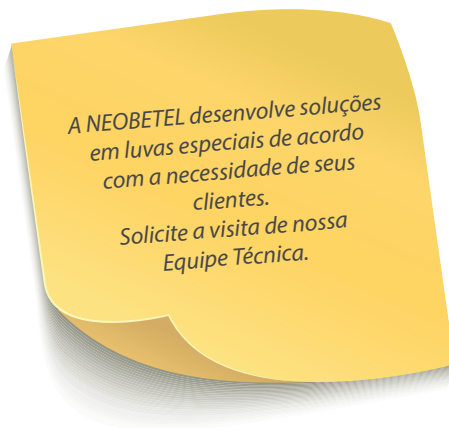 A NEOBETEL desenvolve soluções
em luvas especiais de acordo
com a necessidade de seus
clientes.
Solicite a visita de nossa
Equipe Técnica.